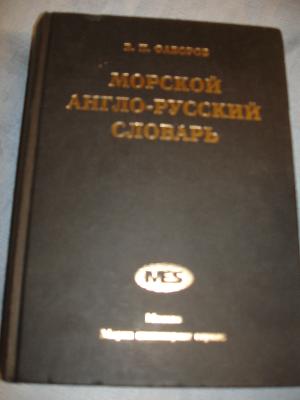 В. П. ФАВОРОВ
МОРСКОЙ
АНГЛО-РУССКИЙ
СЛОВАРЬ
MES
Москва